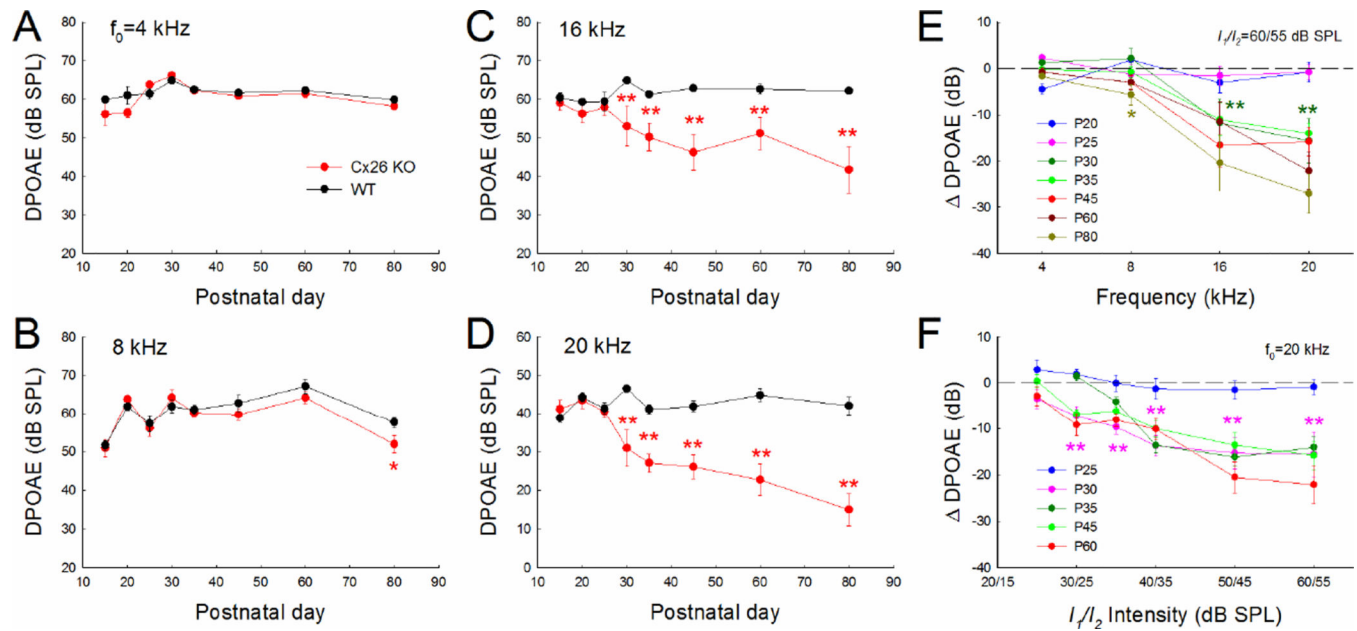 A
f₀=4 kHz
DPOAE (dB SPL)
80
70
60
50
40
30
20
Cx26 KO
WT
10 20 30 40 50 60 70 80 90
Postnatal day
B
8 kHz
DPOAE (dB SPL)
80
70
60
50
40
30
20
*
10 20 30 40 50 60 70 80 90
Postnatal day
C
16 kHz
DPOAE (dB SPL)
80
70
60
50
40
30
20
** ** ** ** **
10 20 30 40 50 60 70 80 90
Postnatal day
D
20 kHz
DPOAE (dB SPL)
60
50
40
30
20
10
0
** ** ** ** **
10 20 30 40 50 60 70 80 90
Postnatal day
E
I₁/I₂=60/55 dB SPL
Δ DPOAE (dB)
10
0
-10
-20
-30
-40
P20
P25
P30
P35
P45
P60
P80
* ** **
4 8 16 20
Frequency (kHz)
F
f₀=20 kHz
Δ DPOAE (dB)
10
0
-10
-20
-30
-40
P25
P30
P35
P45
P60
** ** ** ** **
20/15 30/25 40/35 50/45 60/55
I₁/I₂ Intensity (dB SPL)